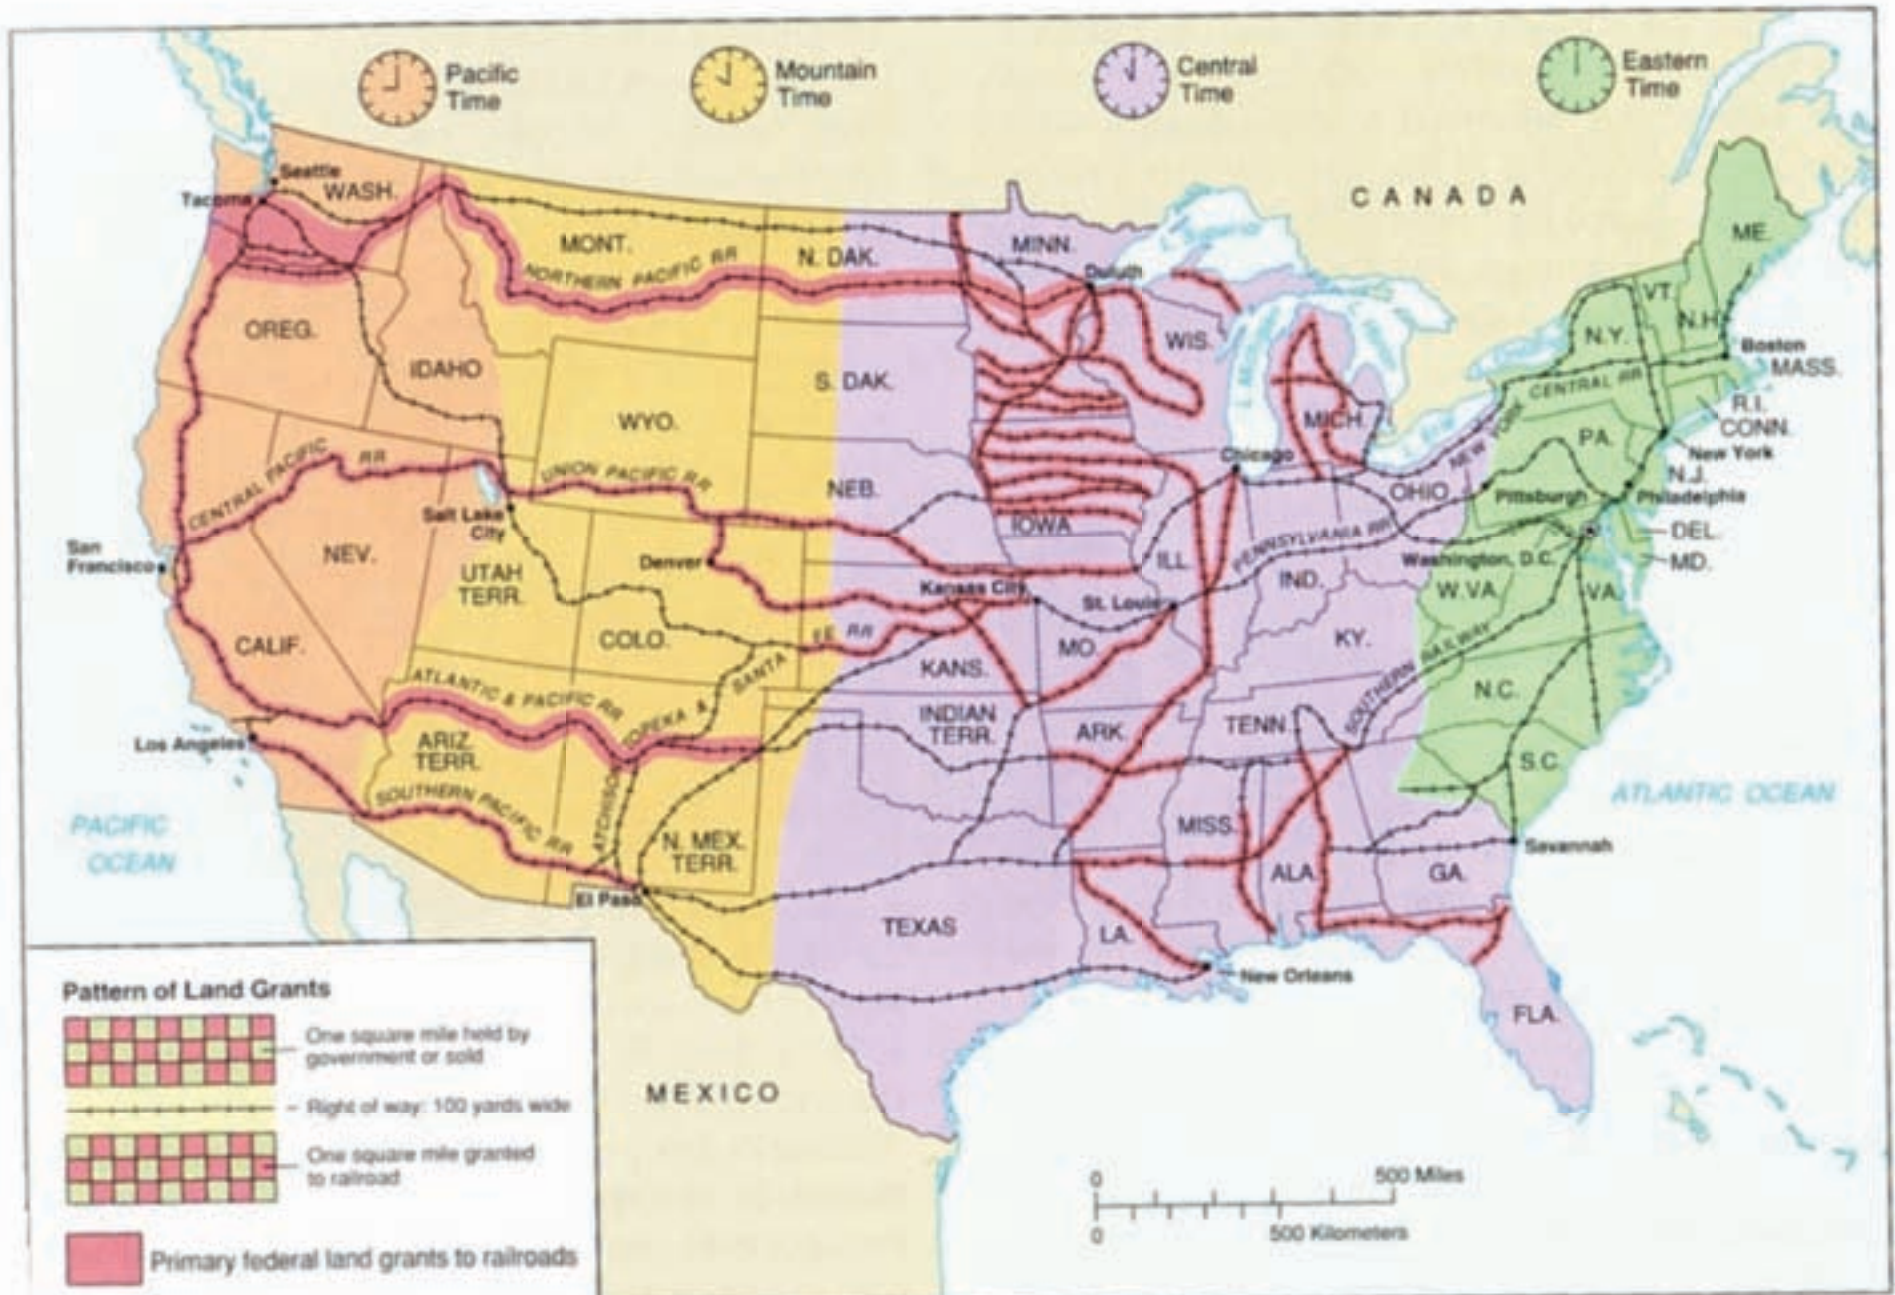 Pacific
Time
Mountain
Time
Central
Time
Eastern
Time
CANADA
Seattle
WASH.
Tacoma
MONT.
NORTHERN PACIFIC RR
N. DAK.
MINN.
L. Superior
Duluth
ME.
VT.
N.H.
OREG.
IDAHO
WIS.
L. Michigan
N.Y.
Boston
MASS.
S. DAK.
CENTRAL RR
NEW YORK
R.I.
CONN.
WYO.
MICH.
L. Erie
PA.
New York
N.J.
CENTRAL PACIFIC RR
UNION PACIFIC RR
Chicago
NEB.
OHIO
Pittsburgh
Philadelphia
Salt Lake
City
IOWA
DEL.
San
Francisco
NEV.
Denver
ILL.
PENNSYLVANIA RR
Washington, D.C.
MD.
UTAH
TERR.
Kansas City
St. Louis
IND.
W.VA.
VA.
CALIF.
COLO.
FE RR
KANS.
MO.
KY.
SOUTHERN RAILWAY
ATLANTIC & PACIFIC RR
ATCHISON TOPEKA & SANTA
N.C.
INDIAN
TERR.
ARK.
TENN.
Los Angeles
ARIZ.
TERR.
S.C.
SOUTHERN PACIFIC RR
ATLANTIC OCEAN
PACIFIC
OCEAN
N. MEX.
TERR.
MISS.
Savannah
ALA.
GA.
El Paso
TEXAS
LA.
New Orleans
FLA.
MEXICO
Pattern of Land Grants
One square mile held by
government or sold
Right of way: 100 yards wide
One square mile granted
to railroad
Primary federal land grants to railroads
0
500 Miles
0
500 Kilometers